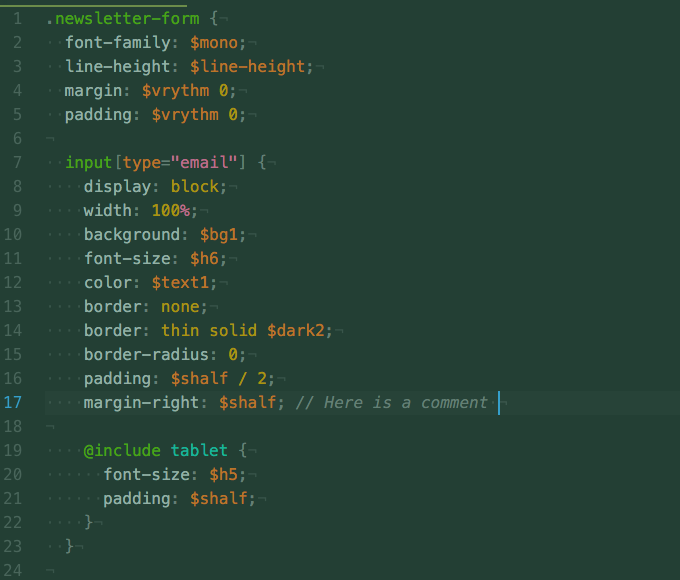 1 .newsletter-form {
2   font-family: $mono;
3   line-height: $line-height;
4   margin: $vrythm 0;
5   padding: $vrythm 0;
6
7   input[type="email"] {
8     display: block;
9     width: 100%;
10     background: $bg1;
11     font-size: $h6;
12     color: $text1;
13     border: none;
14     border: thin solid $dark2;
15     border-radius: 0;
16     padding: $shalf / 2;
17     margin-right: $shalf; // Here is a comment
18
19     @include tablet {
20       font-size: $h5;
21       padding: $shalf;
22     }
23   }
24